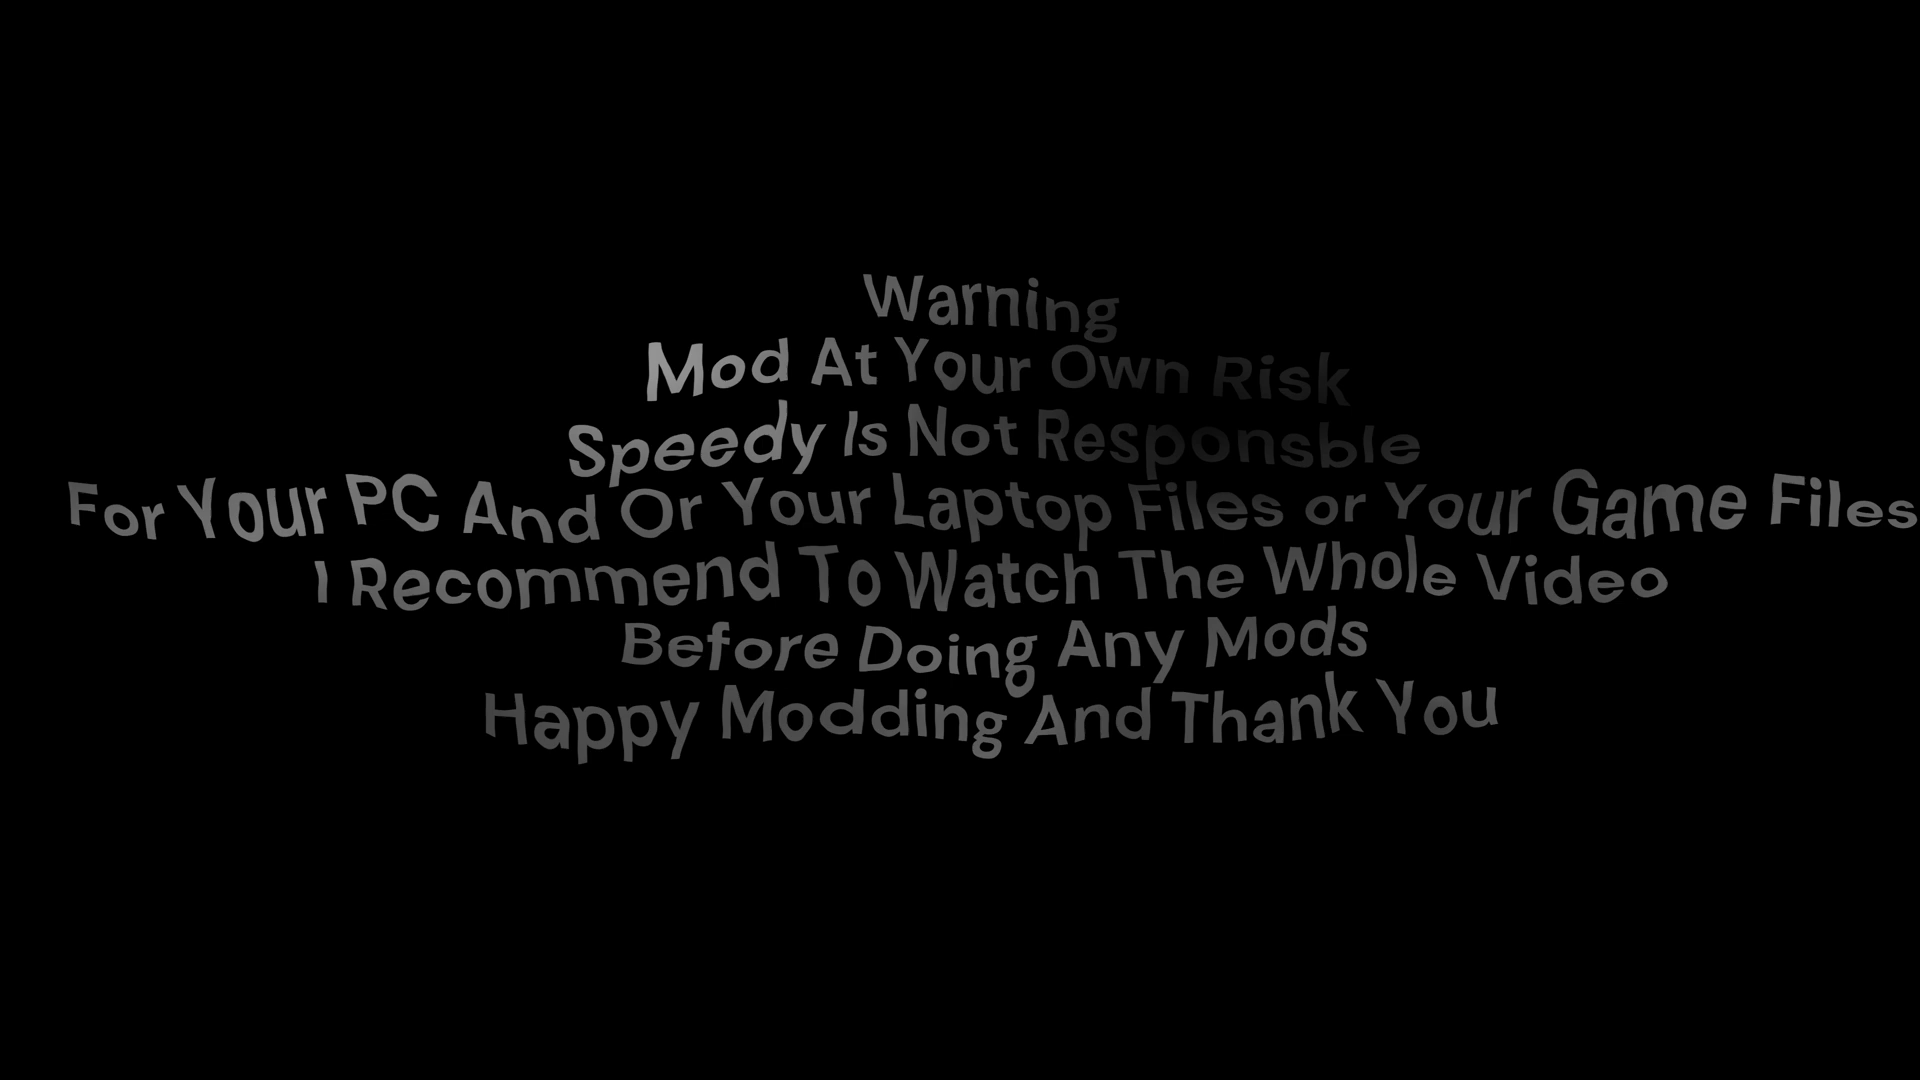 Warning
Mod At Your Own Risk
Speedy Is Not Responsble
For Your PC And Or Your Laptop Files or Your Game Files
I Recommend To Watch The Whole Video
Before Doing Any Mods
Happy Modding And Thank You